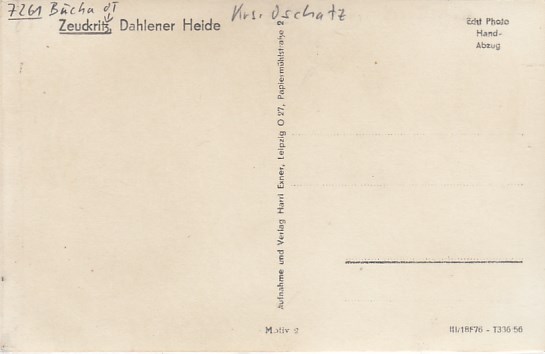 7261 Bucha OT Krs. Oschatz
Zeuckritz, Dahlener Heide
Echt Photo
Hand-
Abzug
Aufnahme und Verlag Harri Exner, Leipzig O 27, Papiermühlstraße 2
Motiv 9
III/18F76 - T336 56